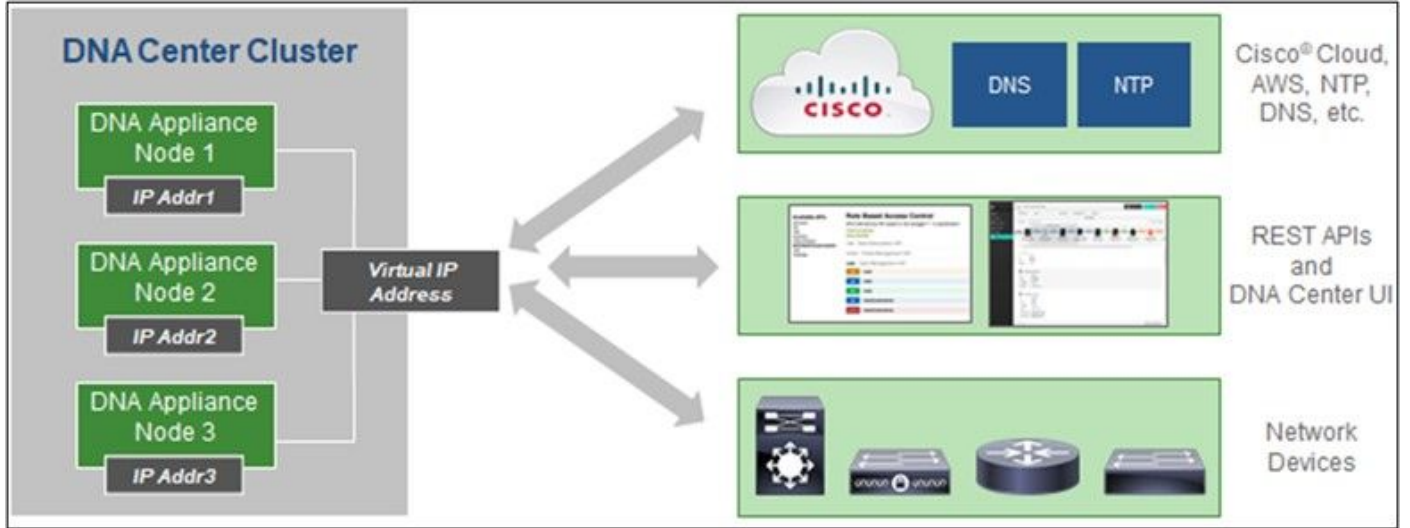 DNA Center Cluster
DNA Appliance
Node 1
IP Addr1
DNA Appliance
Node 2
IP Addr2
DNA Appliance
Node 3
IP Addr3
Virtual IP
Address
CISCO
DNS
NTP
Cisco® Cloud,
AWS, NTP,
DNS, etc.
Role Based Access Control
REST APIs
and
DNA Center UI
Network
Devices